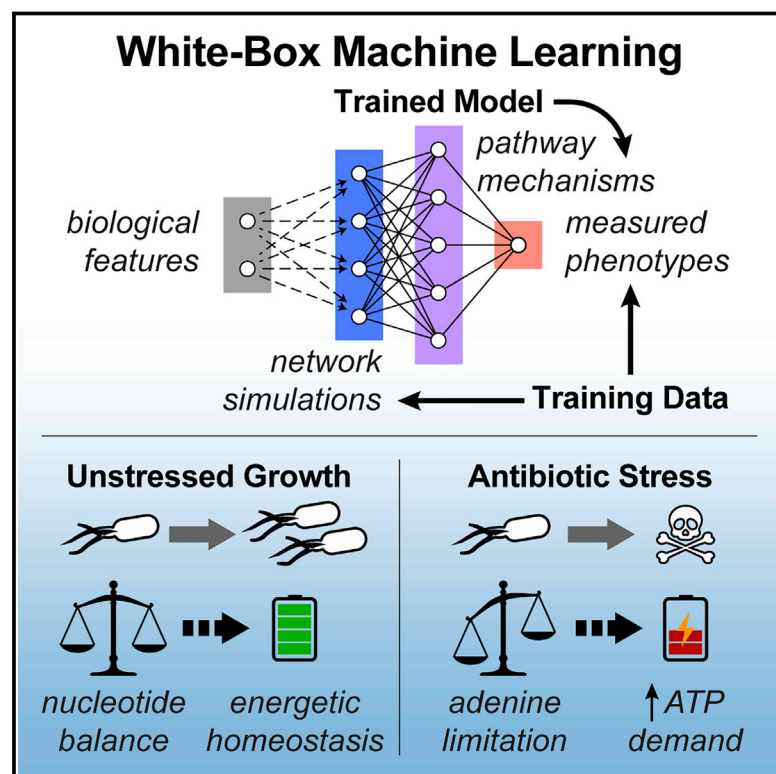 White-Box Machine Learning
Trained Model
pathway
mechanisms
biological
features
measured
phenotypes
network
simulations
Training Data
Unstressed Growth
Antibiotic Stress
nucleotide
balance
energetic
homeostasis
adenine
limitation
↑ ATP
demand